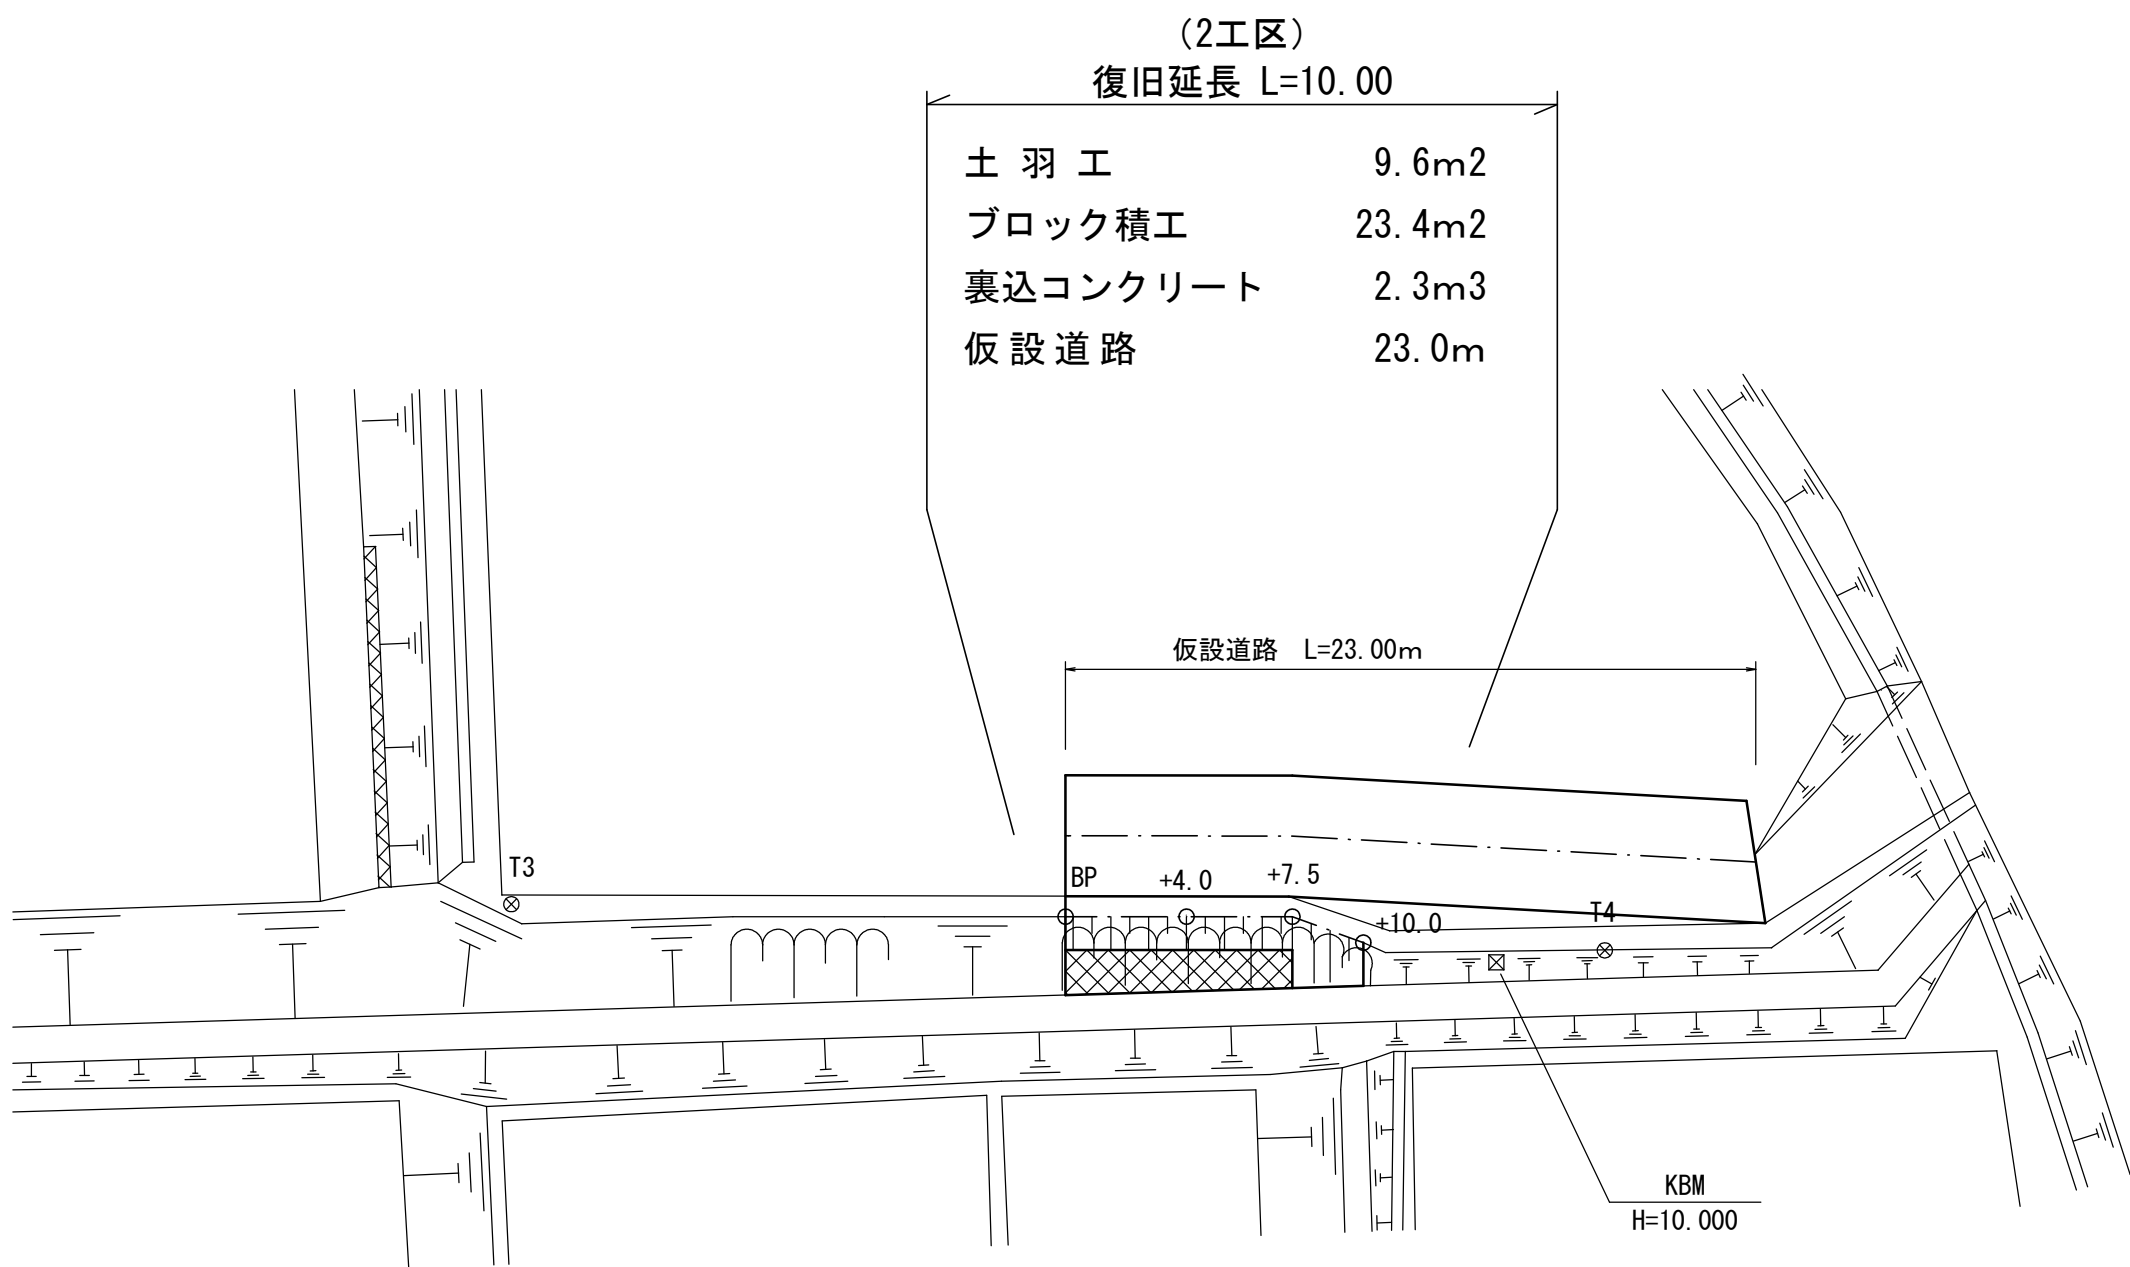 （2工区）
復旧延長 L=10.00
土 羽 工 9.6m2
ブロック積工 23.4m2
裏込コンクリート 2.3m3
仮設道路 23.0m
仮設道路 L=23.00m
T3
BP +4.0 +7.5
+10.0 T4
KBM
H=10.000